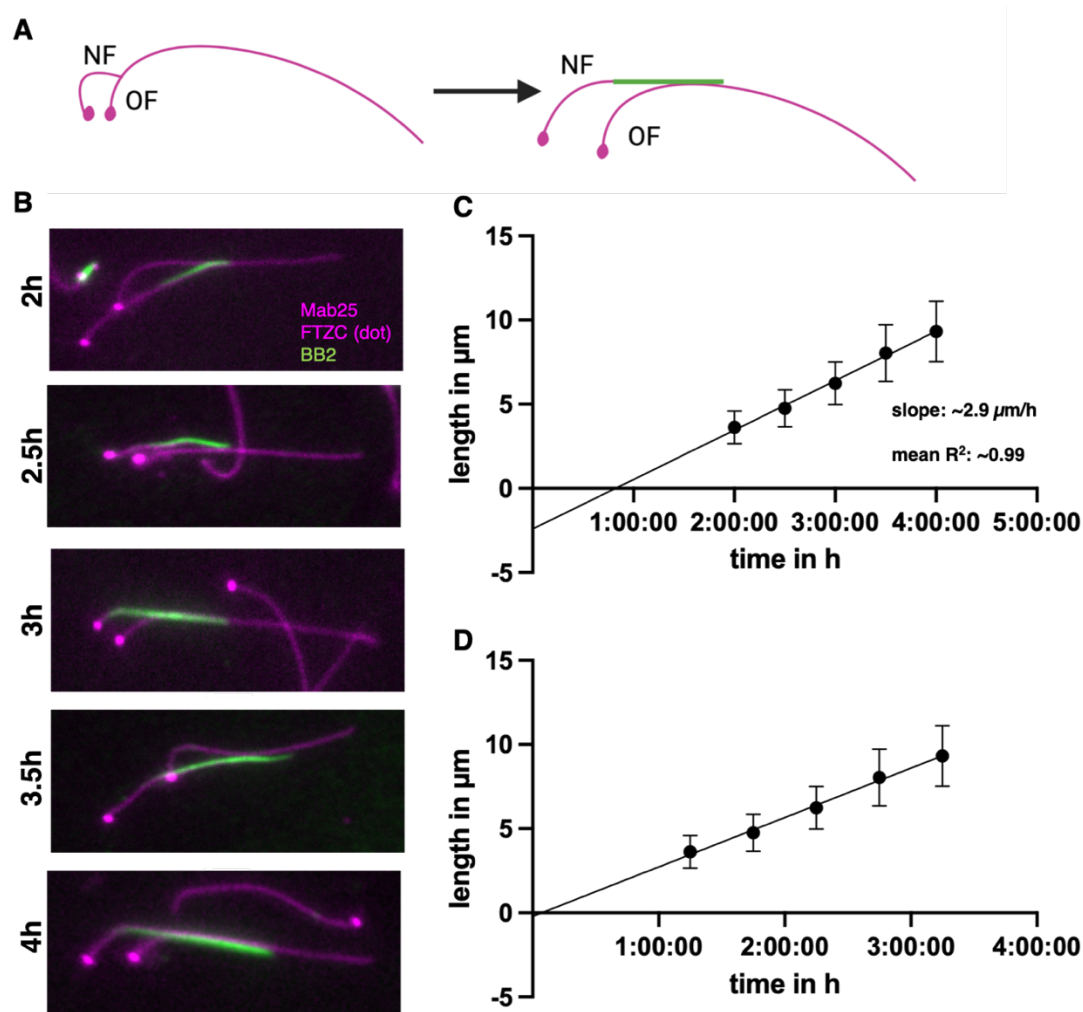 A
NF
OF
NF
OF
B
2h
Mab25
FTZC (dot)
BB2
2.5h
3h
3.5h
4h
C
length in µm
15
10
5
0
-5
1:00:00 2:00:00 3:00:00 4:00:00 5:00:00
time in h
slope: ~2.9 µm/h
mean R²: ~0.99
D
length in µm
15
10
5
0
-5
1:00:00 2:00:00 3:00:00 4:00:00
time in h